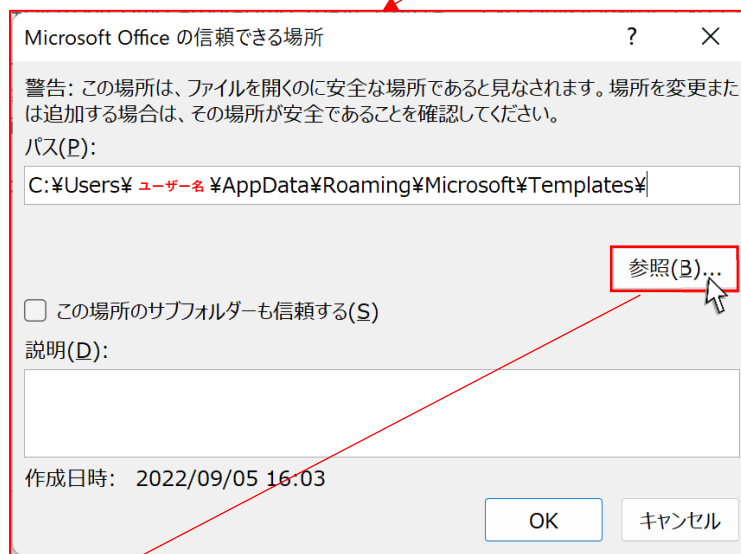 Microsoft Office の信頼できる場所 ?
警告: この場所は、ファイルを開くのに安全な場所であると見なされます。場所を変更また
は追加する場合は、その場所が安全であることを確認してください。
パス(P):
C:¥Users¥ ユーザー名 ¥AppData¥Roaming¥Microsoft¥Templates¥
参照(B)...
この場所のサブフォルダーも信頼する(S)
説明(D):
作成日時: 2022/09/05 16:03
OK キャンセル